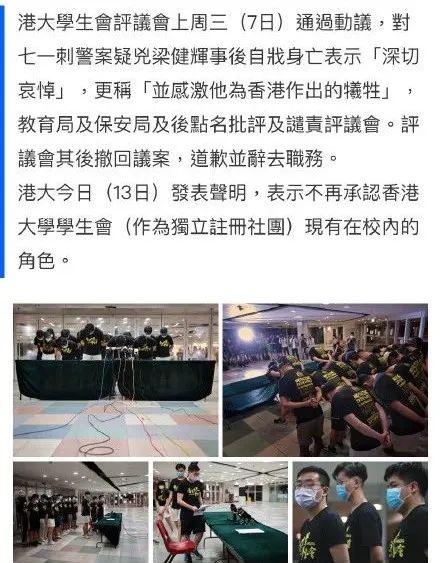 港大學生會評議會上周三（7日）通過動議，對
七一刺警案疑兇梁健輝事後自戕身亡表示「深切
哀悼」，更稱「並感激他為香港作出的犧牲」，
教育局及保安局及後點名批評及譴責評議會。評
議會其後撤回議案，道歉並辭去職務。
港大今日（13日）發表聲明，表示不再承認香港
大學學生會（作為獨立註冊社團）現有在校內的
角色。